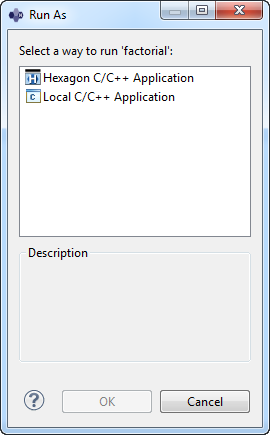 Run As
Select a way to run 'factorial':
Hexagon C/C++ Application
Local C/C++ Application
Description
OK
Cancel